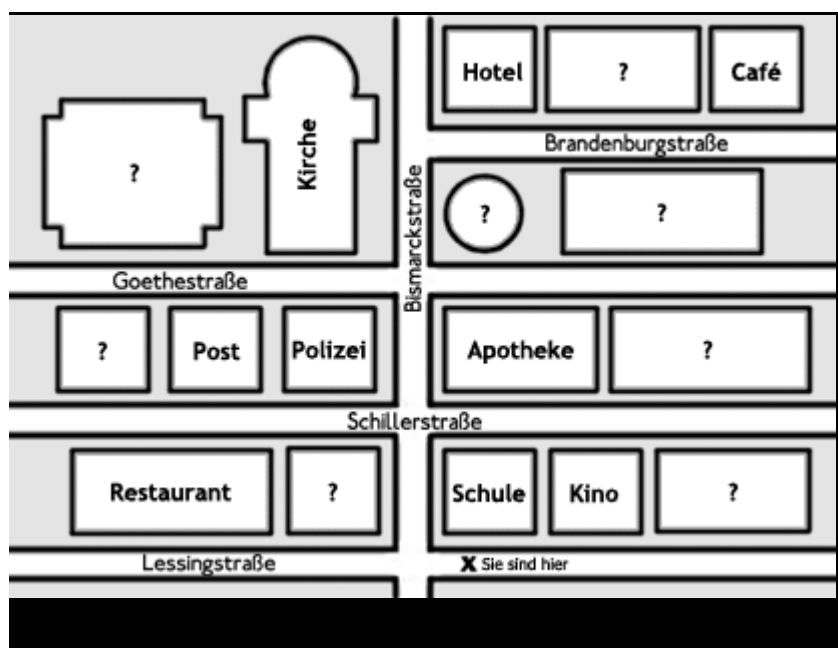 Hotel
?
Café
Kirche
?
Brandenburgstraße
?
?
Bismarckstraße
Goethestraße
?
Post
Polizei
Apotheke
?
Schillerstraße
Restaurant
?
Schule
Kino
?
Lessingstraße
X Sie sind hier